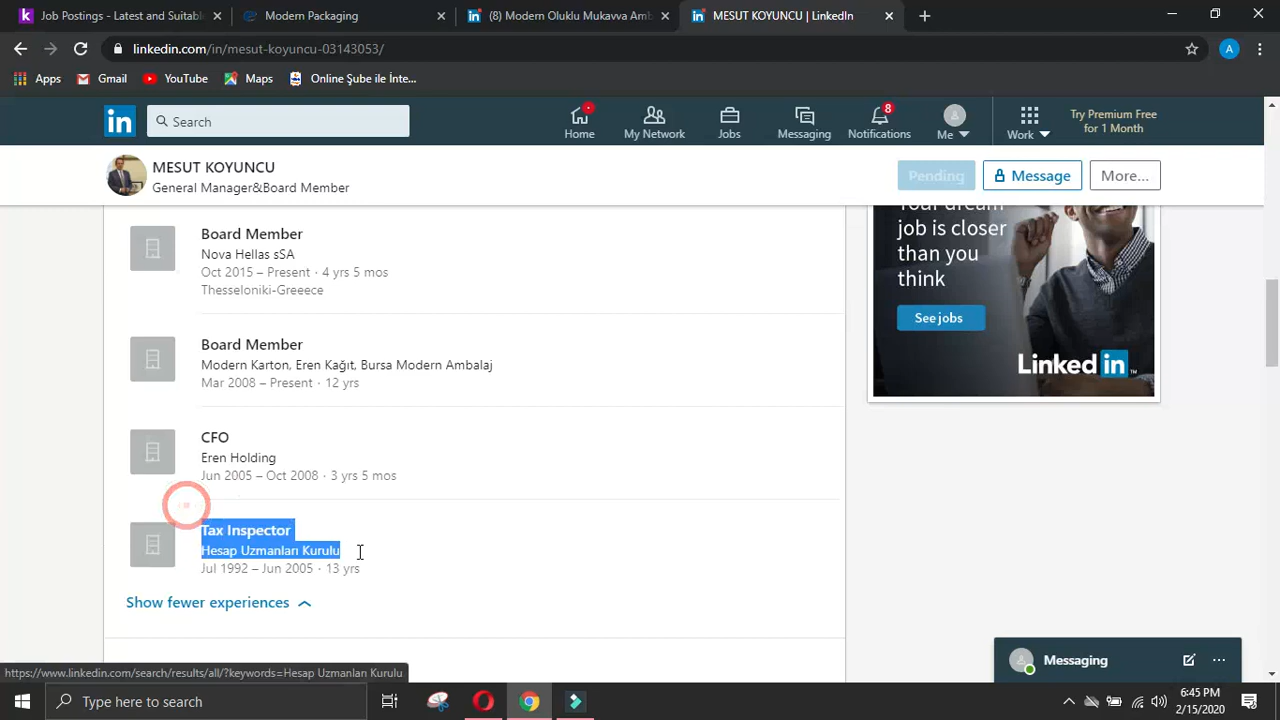 Job Postings - Latest and Suitabl
Modern Packaging
(8) Modern Oluklu Mukavva Amb
MESUT KOYUNCU | LinkedIn
linkedin.com/in/mesut-koyuncu-03143053/
A
Apps
Gmail
YouTube
Maps
Online Şube ile İnte...
in
Search
Home
My Network
Jobs
Messaging
8
Notifications
Me
Work
Try Premium Free
for 1 Month
MESUT KOYUNCU
General Manager&Board Member
Pending
Message
More...
Board Member
Nova Hellas sSA
Oct 2015 – Present · 4 yrs 5 mos
Thesseloniki-Greeece
Board Member
Modern Karton, Eren Kağıt, Bursa Modern Ambalaj
Mar 2008 – Present · 12 yrs
CFO
Eren Holding
Jun 2005 – Oct 2008 · 3 yrs 5 mos
Tax Inspector
Hesap Uzmanları Kurulu
Jul 1992 – Jun 2005 · 13 yrs
Show fewer experiences
Your dream
job is closer
than you
think
See jobs
Linked in
Messaging
https://www.linkedin.com/search/results/all/?keywords=Hesap Uzmanları Kurulu
Type here to search
6:45 PM
2/15/2020